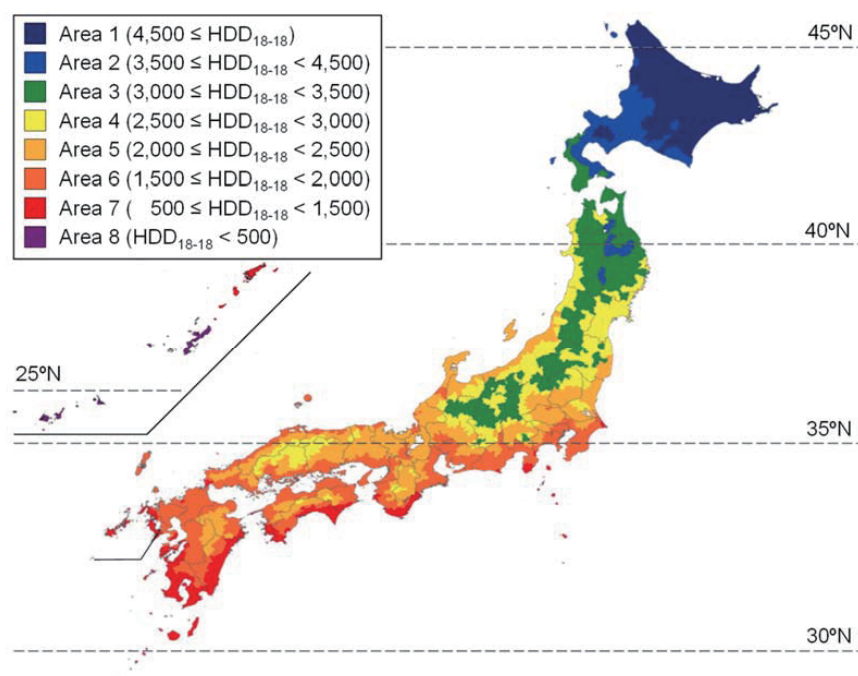 Area 1 (4,500 ≤ HDD18-18)
Area 2 (3,500 ≤ HDD18-18 < 4,500)
Area 3 (3,000 ≤ HDD18-18 < 3,500)
Area 4 (2,500 ≤ HDD18-18 < 3,000)
Area 5 (2,000 ≤ HDD18-18 < 2,500)
Area 6 (1,500 ≤ HDD18-18 < 2,000)
Area 7 ( 500 ≤ HDD18-18 < 1,500)
Area 8 (HDD18-18 < 500)
45ºN
40ºN
25ºN
35ºN
30ºN